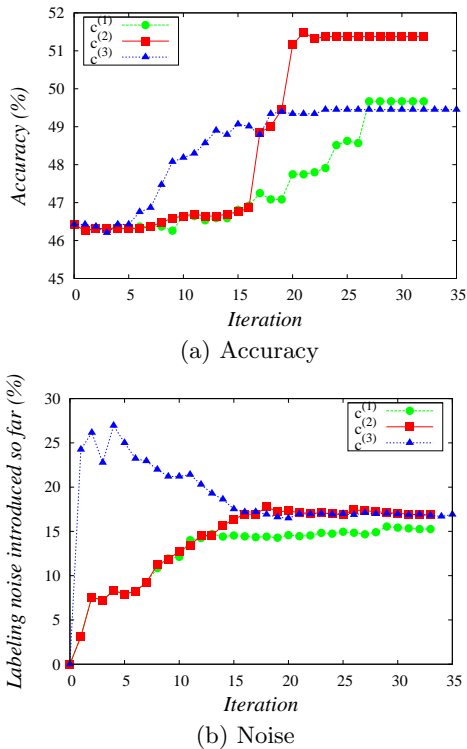 52
51
50
49
48
47
46
45
Accuracy (%)
c(1)
c(2)
c(3)
0 5 10 15 20 25 30 35
Iteration
(a) Accuracy
30
25
20
15
10
5
0
Labeling noise introduced so far (%)
c(1)
c(2)
c(3)
0 5 10 15 20 25 30 35
Iteration
(b) Noise